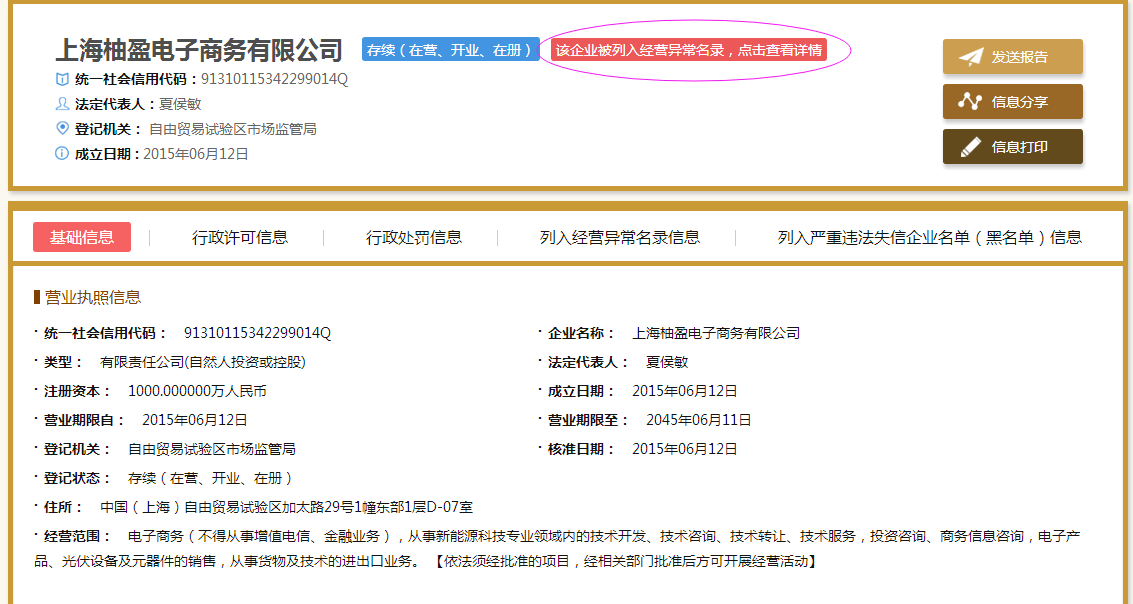 上海柚盈电子商务有限公司 存续（在营、开业、在册） 该企业被列入经营异常名录，点击查看详情
发送报告
统一社会信用代码：91310115342299014Q
法定代表人：夏侯敏
信息分享
登记机关： 自由贸易试验区市场监管局
成立日期：2015年06月12日
信息打印
基础信息 行政许可信息 行政处罚信息 列入经营异常名录信息 列入严重违法失信企业名单（黑名单）信息
营业执照信息
· 统一社会信用代码： 91310115342299014Q · 企业名称： 上海柚盈电子商务有限公司
· 类型： 有限责任公司(自然人投资或控股) · 法定代表人： 夏侯敏
· 注册资本： 1000.000000万人民币 · 成立日期： 2015年06月12日
· 营业期限自： 2015年06月12日 · 营业期限至： 2045年06月11日
· 登记机关： 自由贸易试验区市场监管局 · 核准日期： 2015年06月12日
· 登记状态： 存续（在营、开业、在册）
· 住所： 中国（上海）自由贸易试验区加太路29号1幢东部1层D-07室
· 经营范围： 电子商务（不得从事增值电信、金融业务），从事新能源科技专业领域内的技术开发、技术咨询、技术转让、技术服务，投资咨询、商务信息咨询，电子产
品、光伏设备及元器件的销售，从事货物及技术的进出口业务。 【依法须经批准的项目，经相关部门批准后方可开展经营活动】